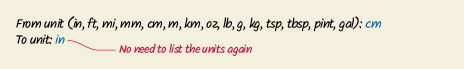 From unit (in, ft, mi, mm, cm, m, km, oz, lb, g, kg, tsp, tbsp, pint, gal): cm
To unit: in
No need to list the units again